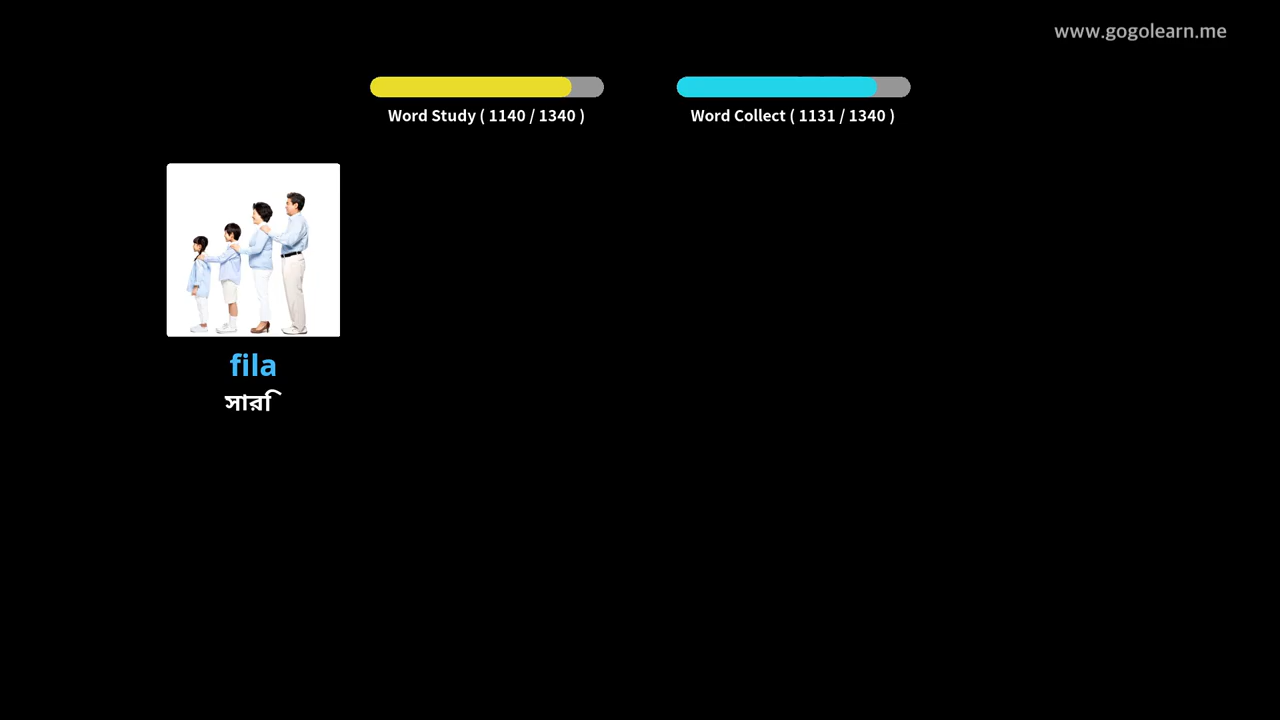 www.gogolearn.me
Word Study ( 1140 / 1340 )
Word Collect ( 1131 / 1340 )
fila
সারি